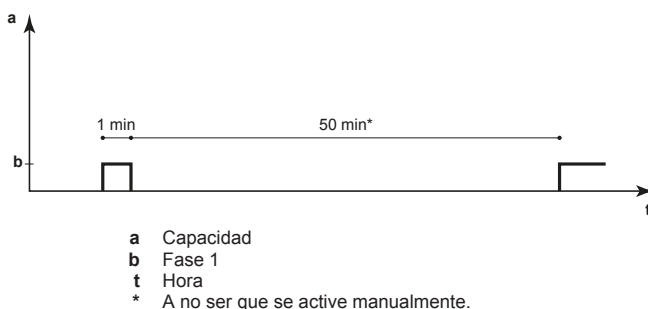 a
1 min 50 min*
b
t
a Capacidad
b Fase 1
t Hora
* A no ser que se active manualmente.